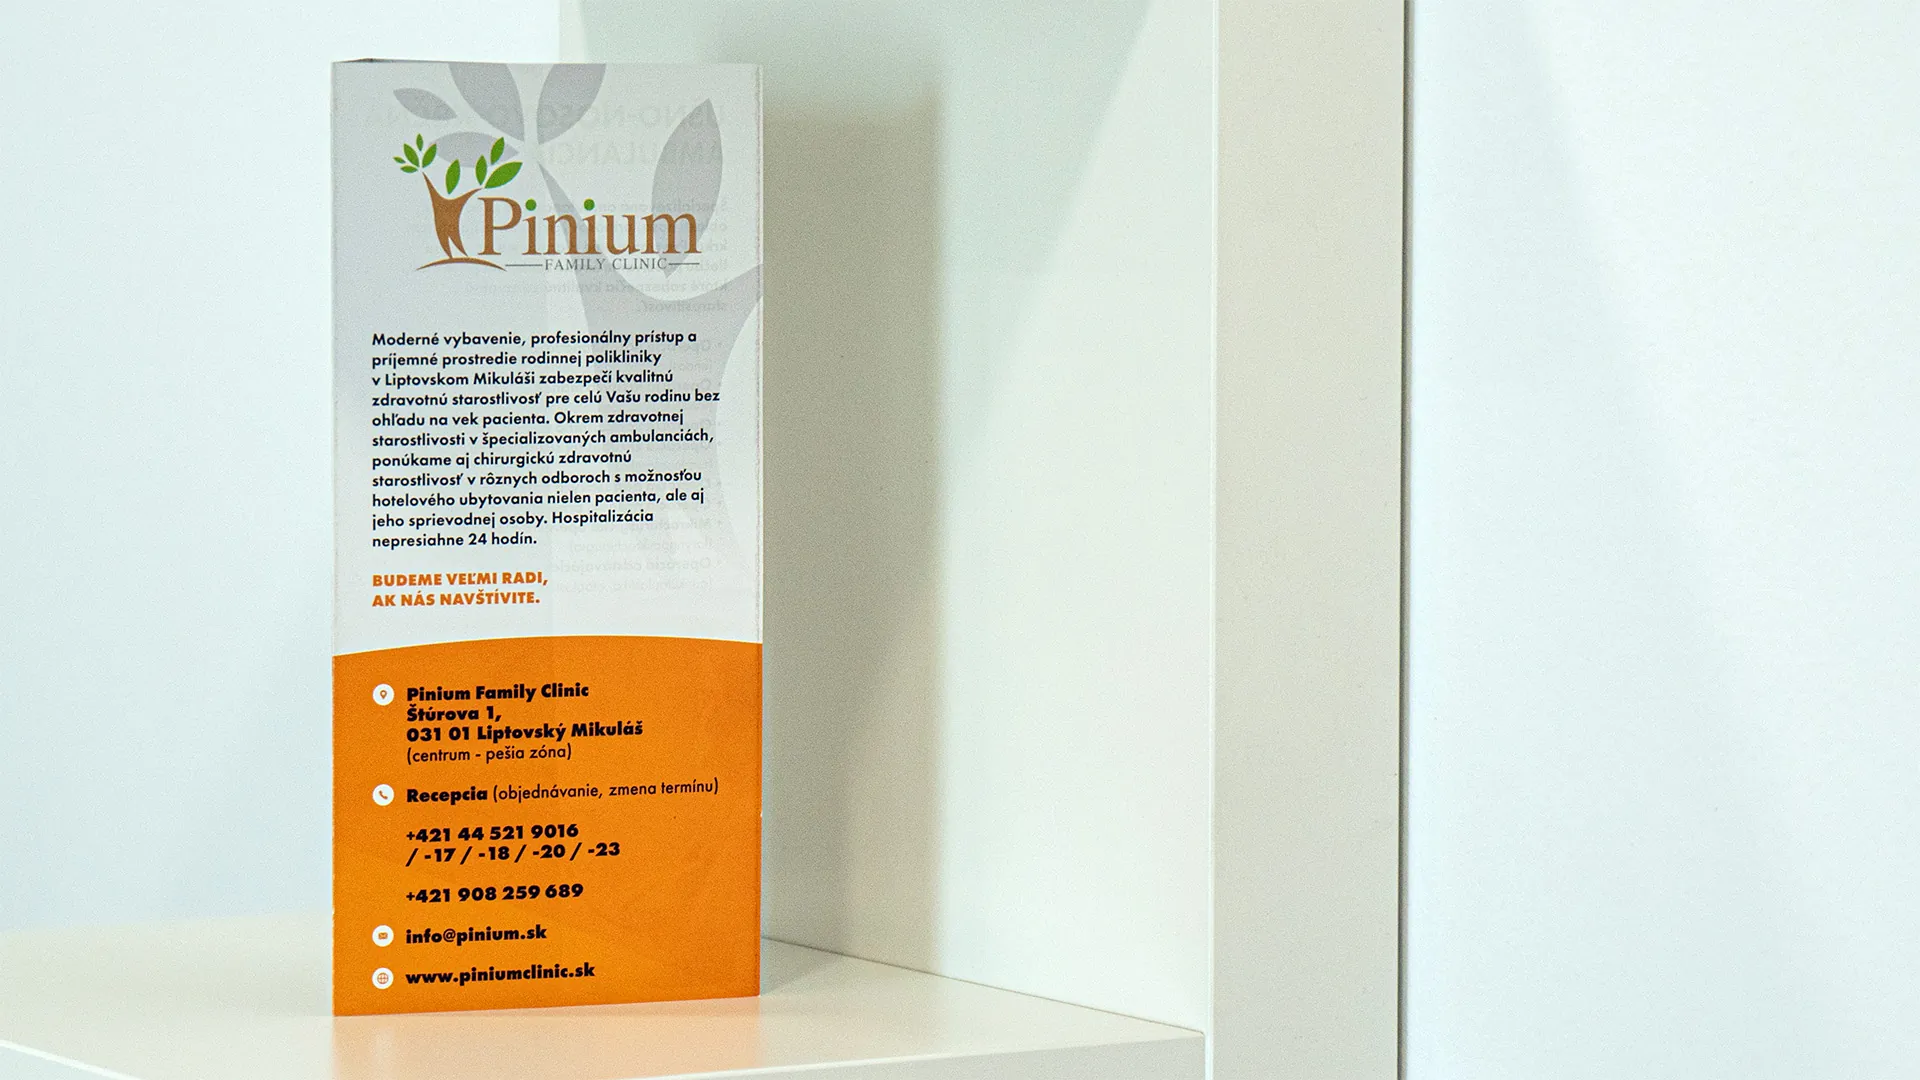 Pinium
FAMILY CLINIC
Moderné vybavenie, profesionálny prístup a
príjemné prostredie rodinnej polikliniky
v Liptovskom Mikuláši zabezpečí kvalitnú
zdravotnú starostlivosť pre celú Vašu rodinu bez
ohľadu na vek pacienta. Okrem zdravotnej
starostlivosti v špecializovaných ambulanciách,
ponúkame aj chirurgickú zdravotnú
starostlivosť v rôznych odboroch s možnosťou
hotelového ubytovania nielen pacienta, ale aj
jeho sprievodnej osoby. Hospitalizácia
nepresiahne 24 hodín.
BUDEME VEĽMI RADI,
AK NÁS NAVŠTÍVITE.
Pinium Family Clinic
Štúrova 1,
031 01 Liptovský Mikuláš
(centrum - pešia zóna)
Recepcia (objednávanie, zmena termínu)
+421 44 521 9016
/ -17 / -18 / -20 / -23
+421 908 259 689
info@pinium.sk
www.piniumclinic.sk